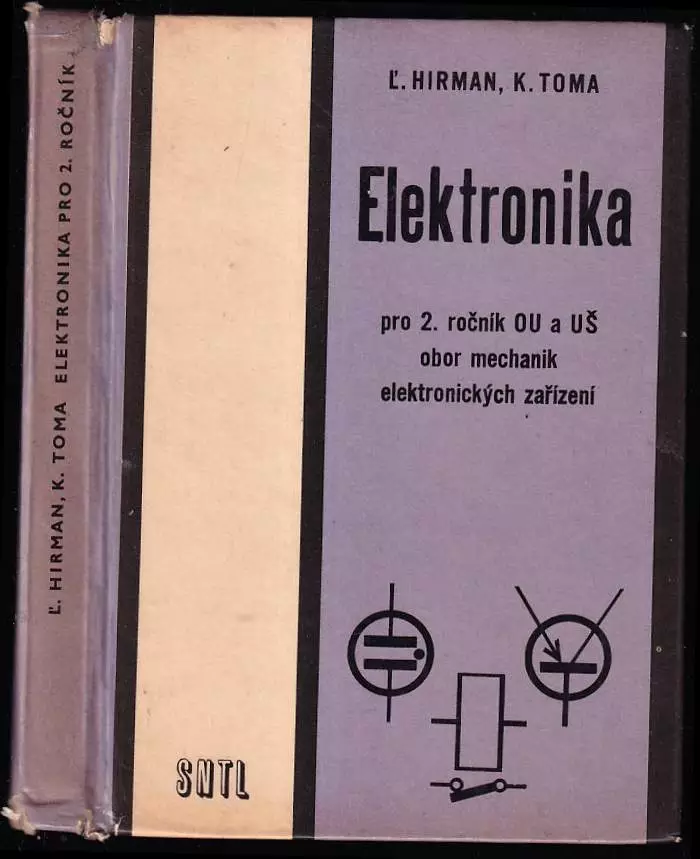 Ľ. HIRMAN, K. TOMA ELEKTRONIKA PRO 2. ROČNÍK
Ľ. HIRMAN, K. TOMA
Elektronika
pro 2. ročník OU a UŠ
obor mechanik
elektronických zařízení
SNTL